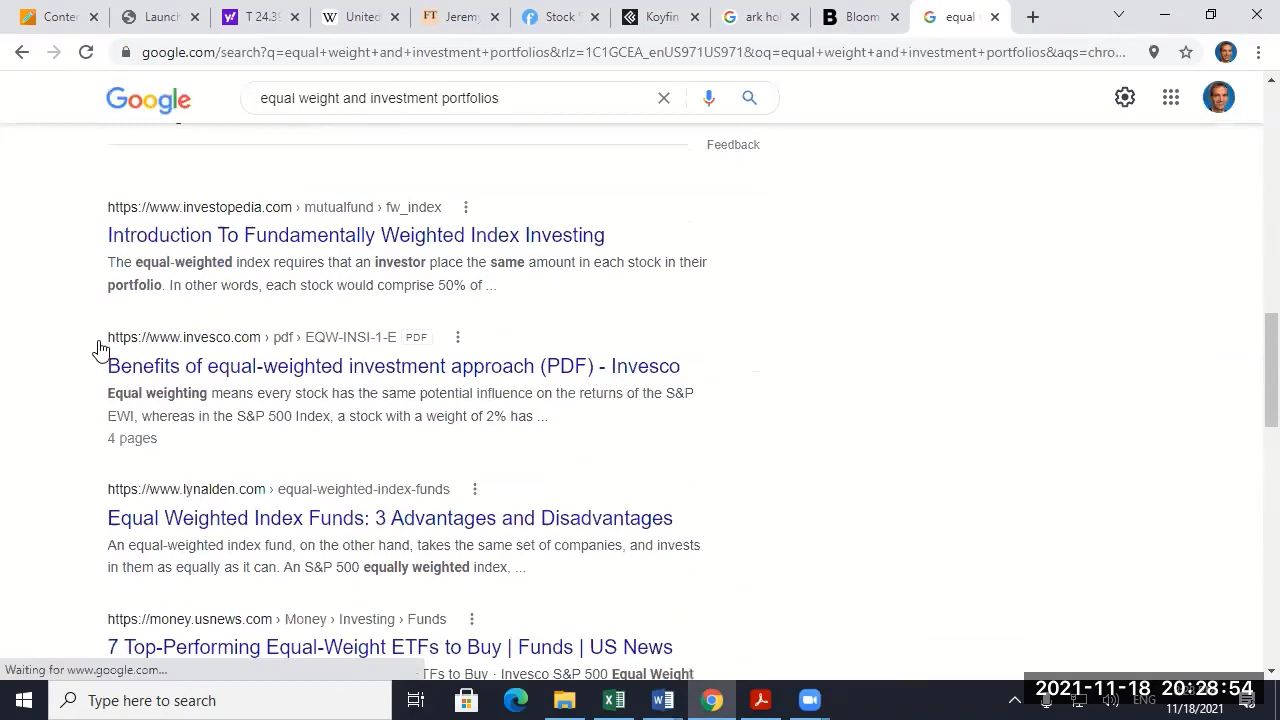 Conter
Launch
T 24.35
United
Jeremy
Stock
Koyfin
ark hol
Bloom
equal
google.com/search?q=equal+weight+and+investment+portfolios&rlz=1C1GCEA_enUS971US971&oq=equal+weight+and+investment+portfolios&aqs=chro...
Google
equal weight and investment portfolios
Feedback
https://www.investopedia.com › mutualfund › fw_index
Introduction To Fundamentally Weighted Index Investing
The equal-weighted index requires that an investor place the same amount in each stock in their
portfolio. In other words, each stock would comprise 50% of ...
https://www.invesco.com › pdf › EQW-INSI-1-E PDF
Benefits of equal-weighted investment approach (PDF) - Invesco
Equal weighting means every stock has the same potential influence on the returns of the S&P
EWI, whereas in the S&P 500 Index, a stock with a weight of 2% has ...
4 pages
https://www.lynalden.com › equal-weighted-index-funds
Equal Weighted Index Funds: 3 Advantages and Disadvantages
An equal-weighted index fund, on the other hand, takes the same set of companies, and invests
in them as equally as it can. An S&P 500 equally weighted index, ...
https://money.usnews.com › Money › Investing › Funds
7 Top-Performing Equal-Weight ETFs to Buy | Funds | US News
Waiting for www.google.com...
TFs to Buy · Invesco S&P 500 Equal Weight
Type here to search
2021-11-18 20:28:54
ENG
11/18/2021